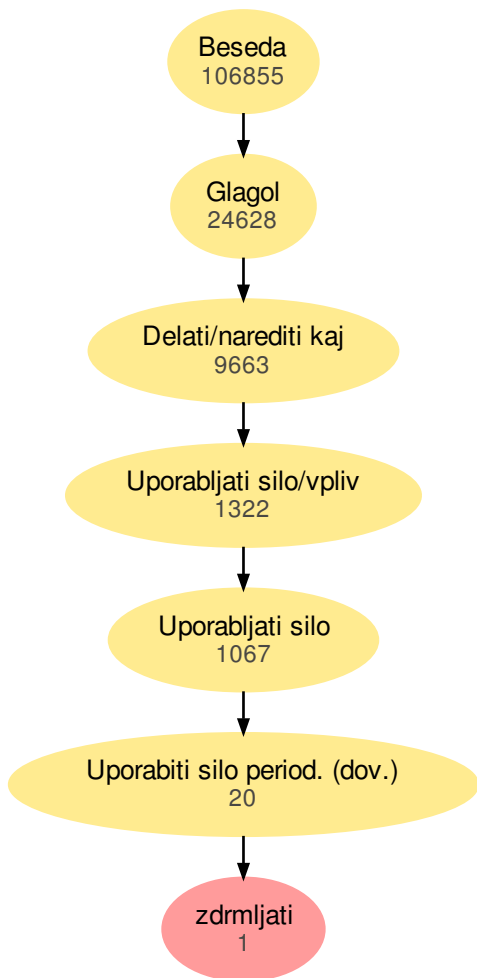 Beseda
106855
Glagol
24628
Delati/narediti kaj
9663
Uporabljati silo/vpliv
1322
Uporabljati silo
1067
Uporabiti silo period. (dov.)
20
zdrmljati
1